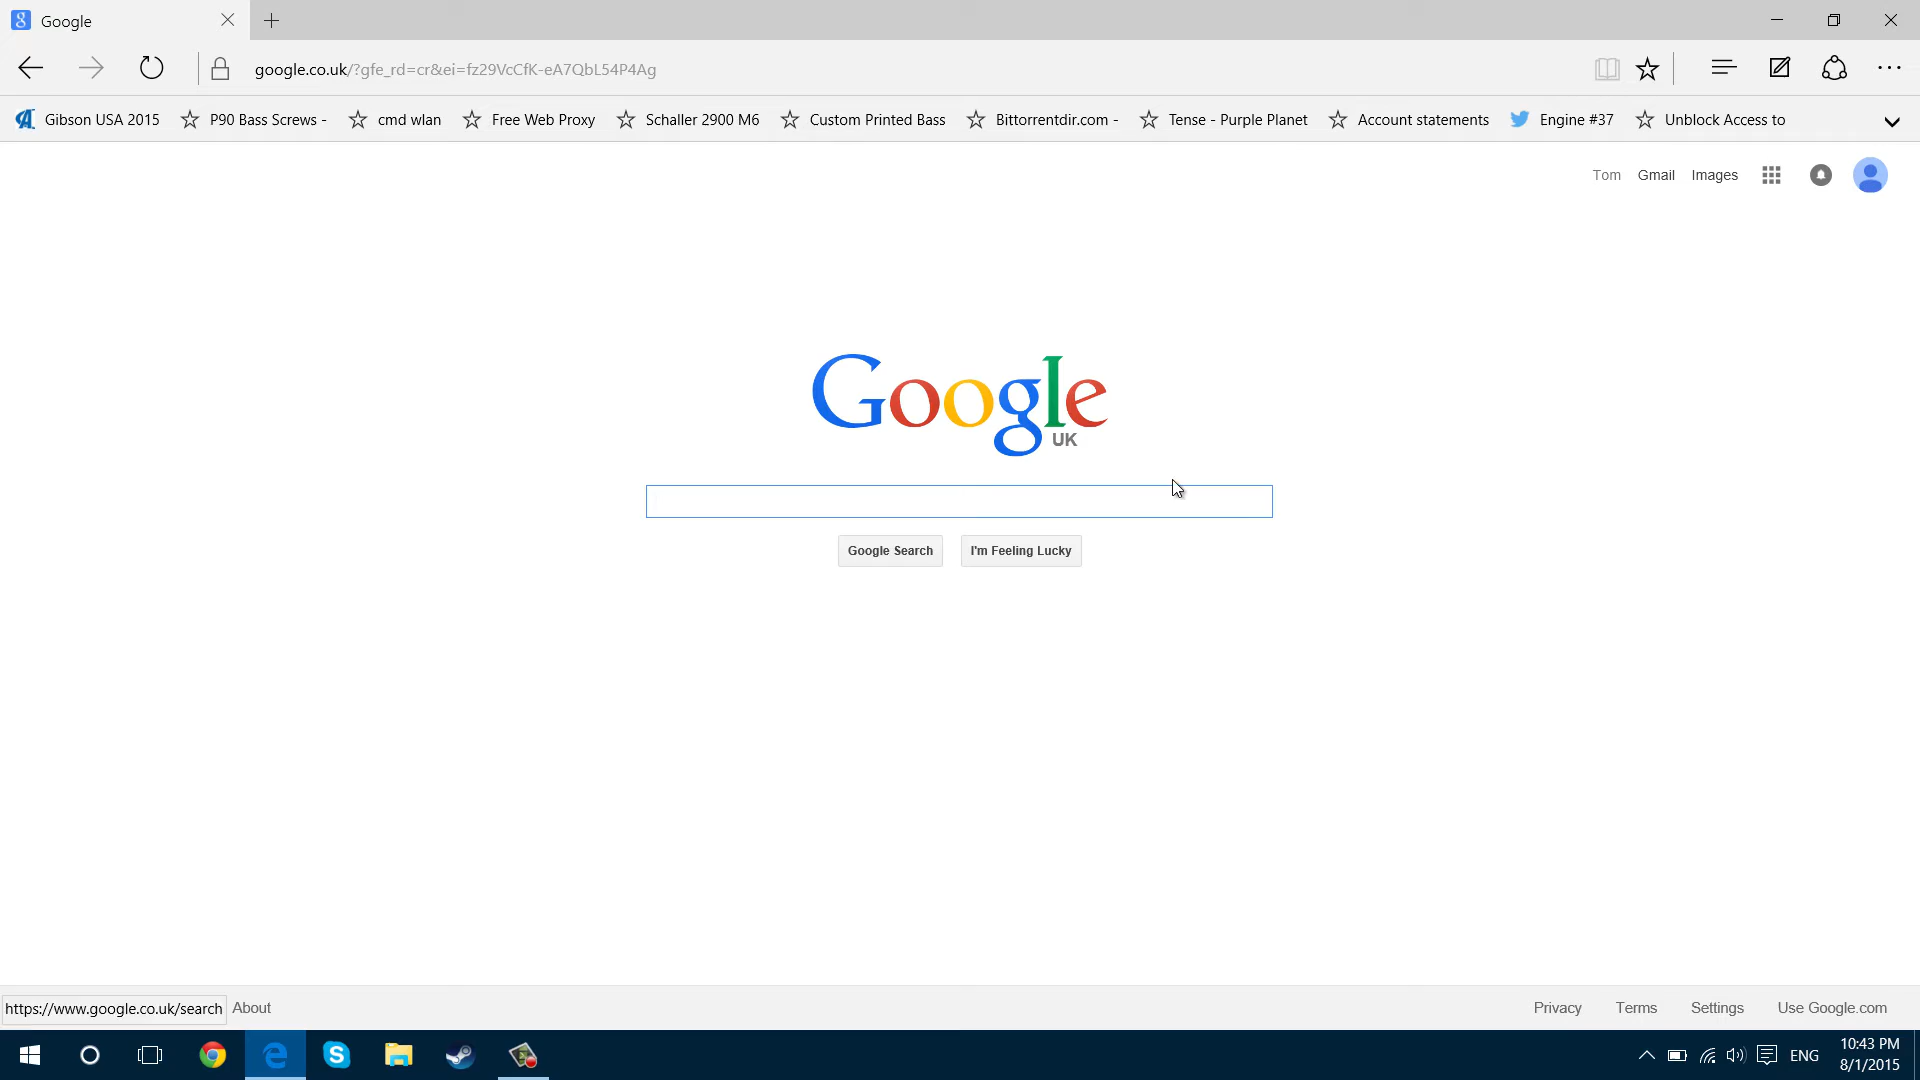 Google
google.co.uk/?gfe_rd=cr&ei=fz29VcCfK-eA7QbL54P4Ag
Gibson USA 2015 P90 Bass Screws - cmd wlan Free Web Proxy Schaller 2900 M6 Custom Printed Bass Bittorrentdir.com - Tense - Purple Planet Account statements Engine #37 Unblock Access to
Tom Gmail Images
Google
UK
Google Search I'm Feeling Lucky
https://www.google.co.uk/search About Privacy Terms Settings Use Google.com
ENG 10:43 PM
8/1/2015